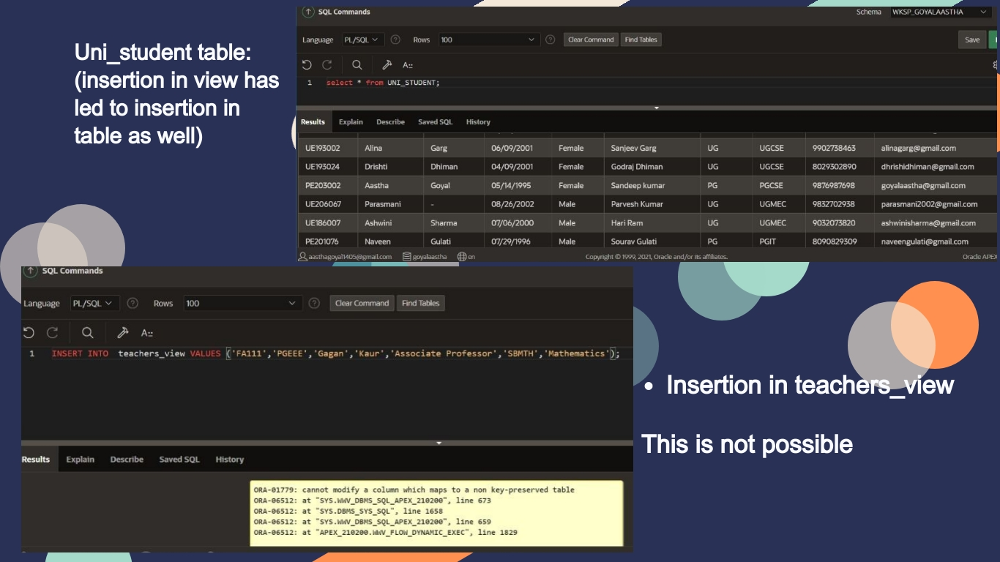 Uni_student table:
(insertion in view has
led to insertion in
table as well)
SQL Commands
Schema WKSP_GOYALAASTHA
Language PL/SQL Rows 100 Clear Command Find Tables Save
A::
1 select * from UNI_STUDENT;
Results Explain Describe Saved SQL History
UE193002 Alina Garg 06/09/2001 Female Sanjeev Garg UG UGCSE 9902738463 alinagarg@gmail.com
UE193024 Drishti Dhiman 04/09/2001 Female Godraj Dhiman UG UGCSE 8029302890 dhrishidhiman@gmail.com
PE203002 Aastha Goyal 05/14/1995 Female Sandeep kumar PG PGCSE 9876987698 goyalaastha@gmail.com
UE206067 Parasmani - 08/26/2002 Male Parvesh Kumar UG UGMEC 9832702938 parasmani2002@gmail.com
UE186007 Ashwini Sharma 07/06/2000 Male Hari Ram UG UGMEC 9032073820 ashwinisharma@gmail.com
PE201076 Naveen Gulati 07/29/1996 Male Sourav Gulati PG PGIT 8090829309 naveengulati@gmail.com
aasthagoyal1405@gmail.com goyalaastha en Copyright © 1999, 2021, Oracle and/or its affiliates. Oracle APEX
SQL Commands
Language PL/SQL Rows 100 Clear Command Find Tables
A::
1 INSERT INTO teachers_view VALUES ('FA111','PGEEE','Gagan','Kaur','Associate Professor','SBMTH','Mathematics');
Results Explain Describe Saved SQL History
ORA-01779: cannot modify a column which maps to a non key-preserved table
ORA-06512: at "SYS.WWV_DBMS_SQL_APEX_210200", line 673
ORA-06512: at "SYS.DBMS_SYS_SQL", line 1658
ORA-06512: at "SYS.WWV_DBMS_SQL_APEX_210200", line 659
ORA-06512: at "APEX_210200.WWV_FLOW_DYNAMIC_EXEC", line 1829
• Insertion in teachers_view
This is not possible